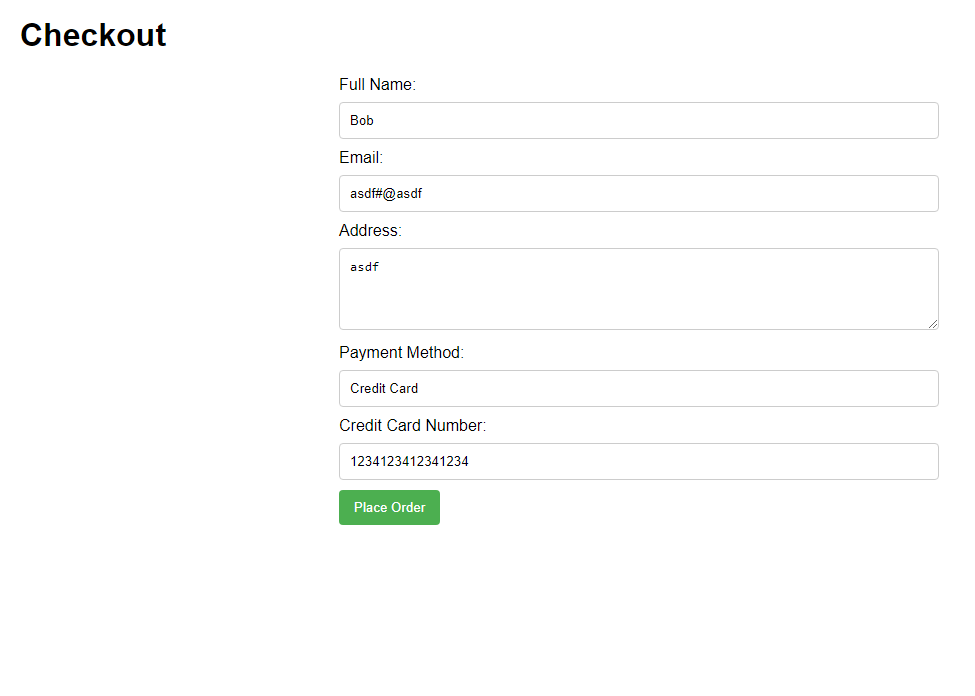 Checkout
Full Name:
Bob
Email:
asdf#@asdf
Address:
asdf
Payment Method:
Credit Card
Credit Card Number:
1234123412341234
Place Order